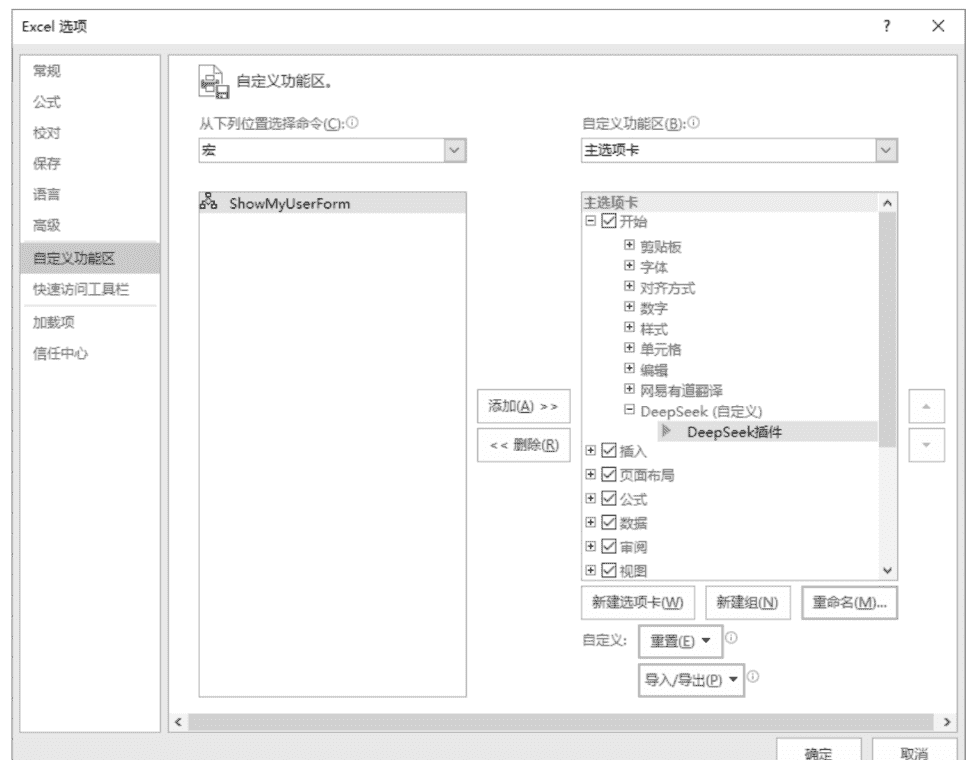 Excel 选项
?
常规
公式
校对
保存
语言
高级
自定义功能区
快速访问工具栏
加载项
信任中心
自定义功能区。
从下列位置选择命令(C):
宏
ShowMyUserForm
添加(A) >>
<< 删除(R)
自定义功能区(B):
主选项卡
主选项卡
开始
剪贴板
字体
对齐方式
数字
样式
单元格
编辑
网易有道翻译
DeepSeek (自定义)
DeepSeek插件
插入
页面布局
公式
数据
审阅
视图
新建选项卡(W)
新建组(N)
重命名(M)...
自定义:
重置(E)
导入/导出(P)
确定
取消